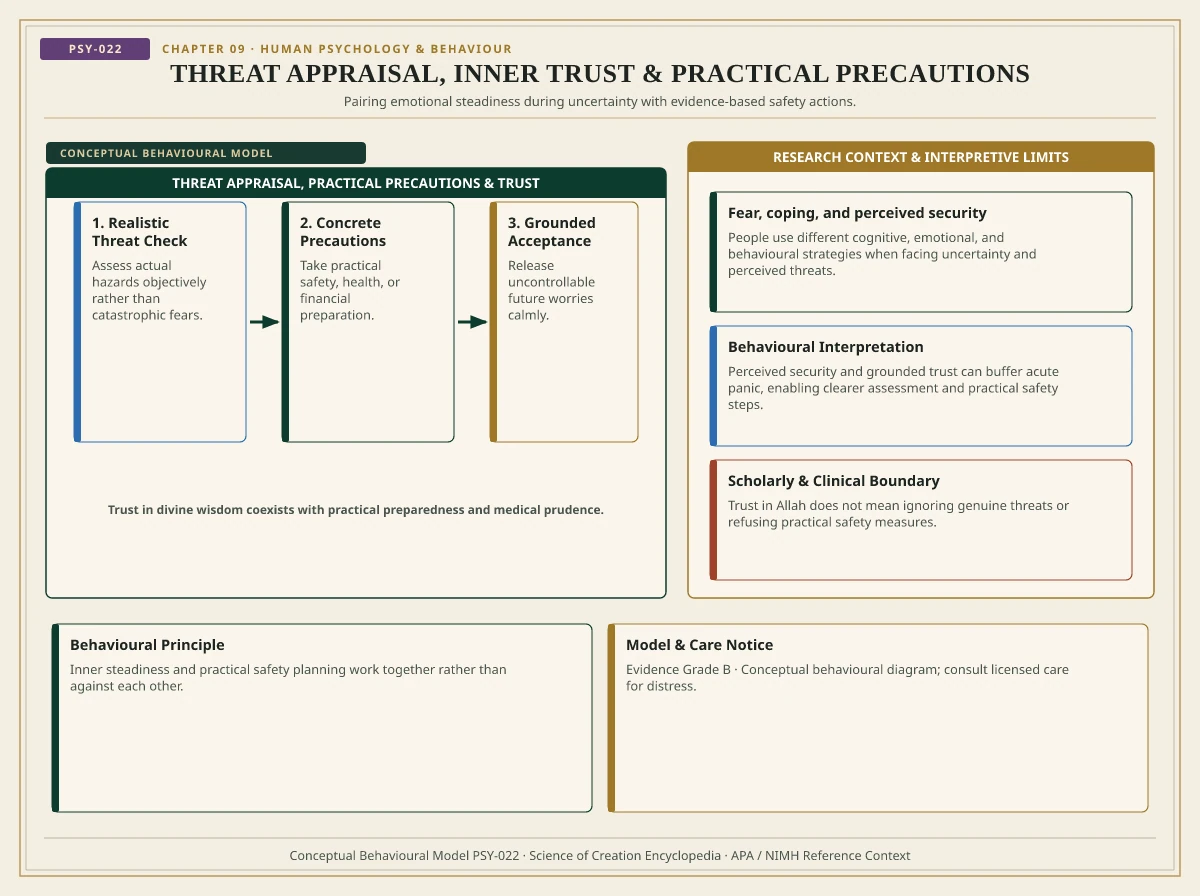 PSY-022
CHAPTER 09 · HUMAN PSYCHOLOGY & BEHAVIOUR
THREAT APPRAISAL, INNER TRUST & PRACTICAL PRECAUTIONS
Pairing emotional steadiness during uncertainty with evidence-based safety actions.
CONCEPTUAL BEHAVIOURAL MODEL
THREAT APPRAISAL, PRACTICAL PRECAUTIONS & TRUST
1. Realistic
Threat Check
Assess actual
hazards objectively
rather than
catastrophic fears.
2. Concrete
Precautions
Take practical
safety, health, or
financial
preparation.
3. Grounded
Acceptance
Release
uncontrollable
future worries
calmly.
Trust in divine wisdom coexists with practical preparedness and medical prudence.
RESEARCH CONTEXT & INTERPRETIVE LIMITS
Fear, coping, and perceived security
People use different cognitive, emotional, and
behavioural strategies when facing uncertainty and
perceived threats.
Behavioural Interpretation
Perceived security and grounded trust can buffer acute
panic, enabling clearer assessment and practical safety
steps.
Scholarly & Clinical Boundary
Trust in Allah does not mean ignoring genuine threats or
refusing practical safety measures.
Behavioural Principle
Inner steadiness and practical safety planning work together rather than
against each other.
Model & Care Notice
Evidence Grade B · Conceptual behavioural diagram; consult licensed care
for distress.
Conceptual Behavioural Model PSY-022 · Science of Creation Encyclopedia · APA / NIMH Reference Context